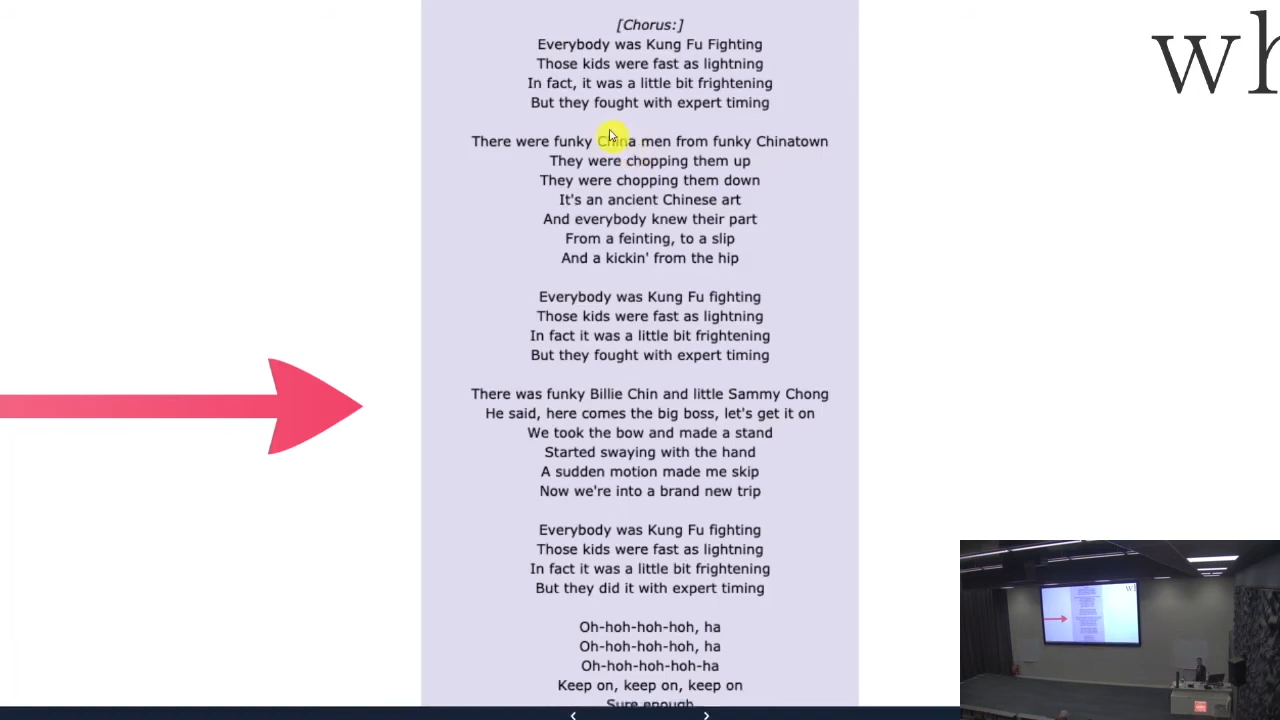 wh
[Chorus:]
Everybody was Kung Fu Fighting
Those kids were fast as lightning
In fact, it was a little bit frightening
But they fought with expert timing
There were funky China men from funky Chinatown
They were chopping them up
They were chopping them down
It's an ancient Chinese art
And everybody knew their part
From a feinting, to a slip
And a kickin' from the hip
Everybody was Kung Fu fighting
Those kids were fast as lightning
In fact it was a little bit frightening
But they fought with expert timing
There was funky Billie Chin and little Sammy Chong
He said, here comes the big boss, let's get it on
We took the bow and made a stand
Started swaying with the hand
A sudden motion made me skip
Now we're into a brand new trip
Everybody was Kung Fu fighting
Those kids were fast as lightning
In fact it was a little bit frightening
But they did it with expert timing
Oh-hoh-hoh-hoh, ha
Oh-hoh-hoh-hoh, ha
Oh-hoh-hoh-hoh-ha
Keep on, keep on, keep on
Sure enough